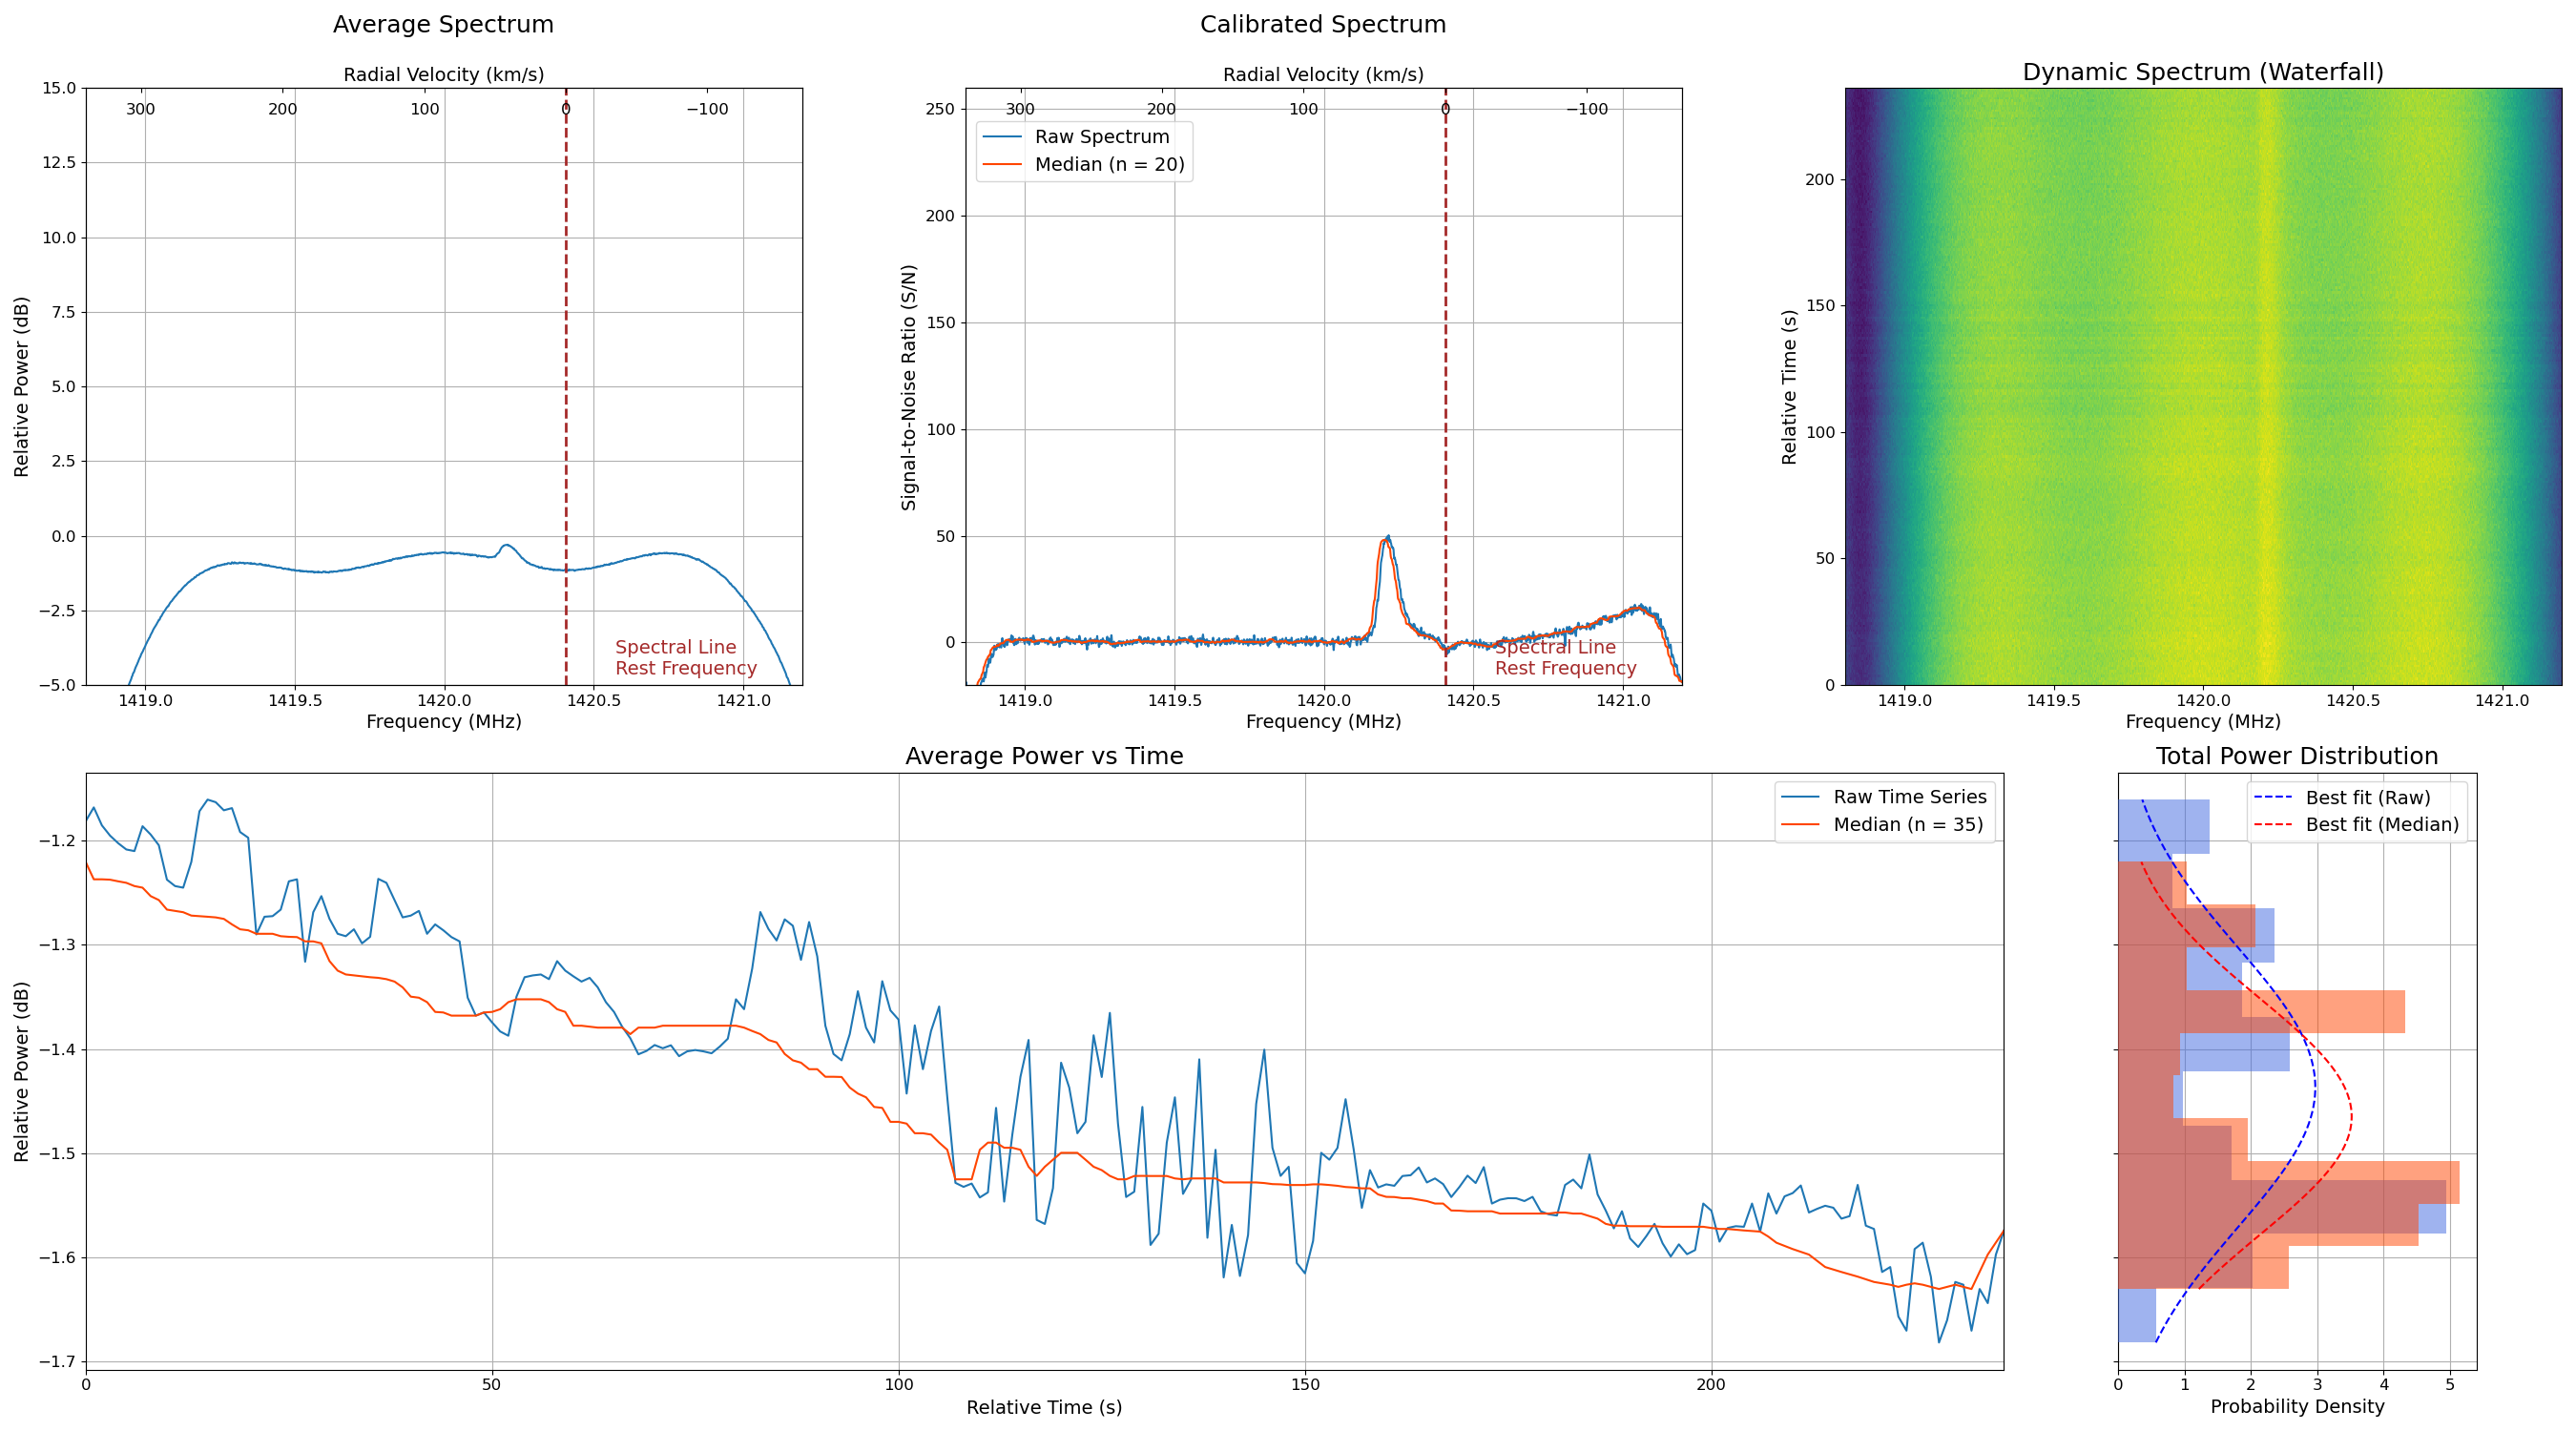 Average Spectrum
Radial Velocity (km/s)
300 200 100 0 −100
15.0
12.5
10.0
7.5
5.0
2.5
0.0
−2.5
−5.0
Relative Power (dB)
Spectral Line
Rest Frequency
1419.0 1419.5 1420.0 1420.5 1421.0
Frequency (MHz)
Calibrated Spectrum
Radial Velocity (km/s)
300 200 100 0 −100
Raw Spectrum
Median (n = 20)
250
200
150
100
50
0
Signal-to-Noise Ratio (S/N)
Spectral Line
Rest Frequency
1419.0 1419.5 1420.0 1420.5 1421.0
Frequency (MHz)
Dynamic Spectrum (Waterfall)
200
150
100
50
0
Relative Time (s)
1419.0 1419.5 1420.0 1420.5 1421.0
Frequency (MHz)
Average Power vs Time
Raw Time Series
Median (n = 35)
−1.2
−1.3
−1.4
−1.5
−1.6
−1.7
Relative Power (dB)
0 50 100 150 200
Relative Time (s)
Total Power Distribution
Best fit (Raw)
Best fit (Median)
0 1 2 3 4 5
Probability Density